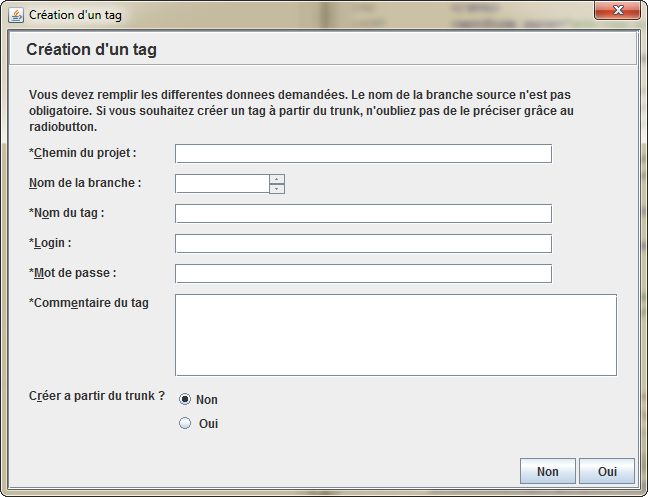 Création d'un tag
Création d'un tag
Vous devez remplir les differentes donnees demandées. Le nom de la branche source n'est pas
obligatoire. Si vous souhaitez créer un tag à partir du trunk, n'oubliez pas de le préciser grâce au
radiobutton.
*Chemin du projet :
Nom de la branche :
*Nom du tag :
*Login :
*Mot de passe :
*Commentaire du tag
Créer a partir du trunk ?
Non
Oui
Non Oui